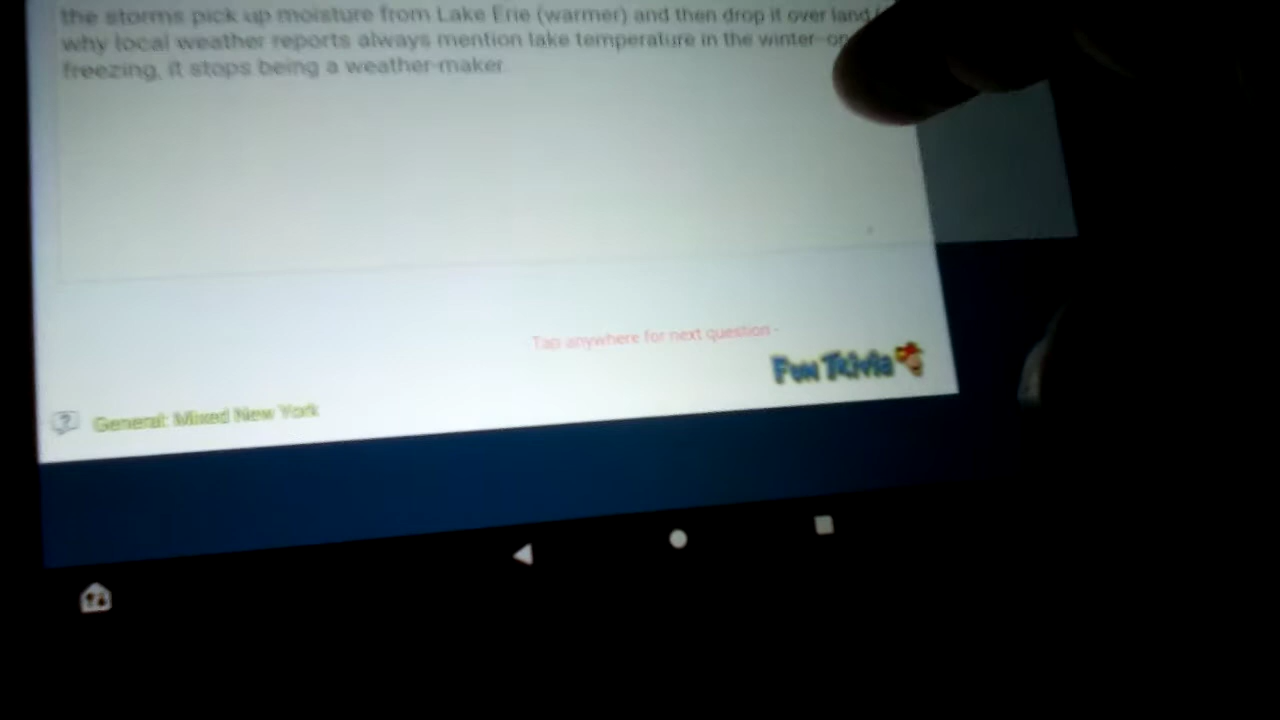 the storms pick up moisture from Lake Erie (warmer) and then drop it over land
why local weather reports always mention lake temperature in the winter-on
freezing, it stops being a weather-maker.
Tap anywhere for next question -
Fun Trivia
General: Mixed New York